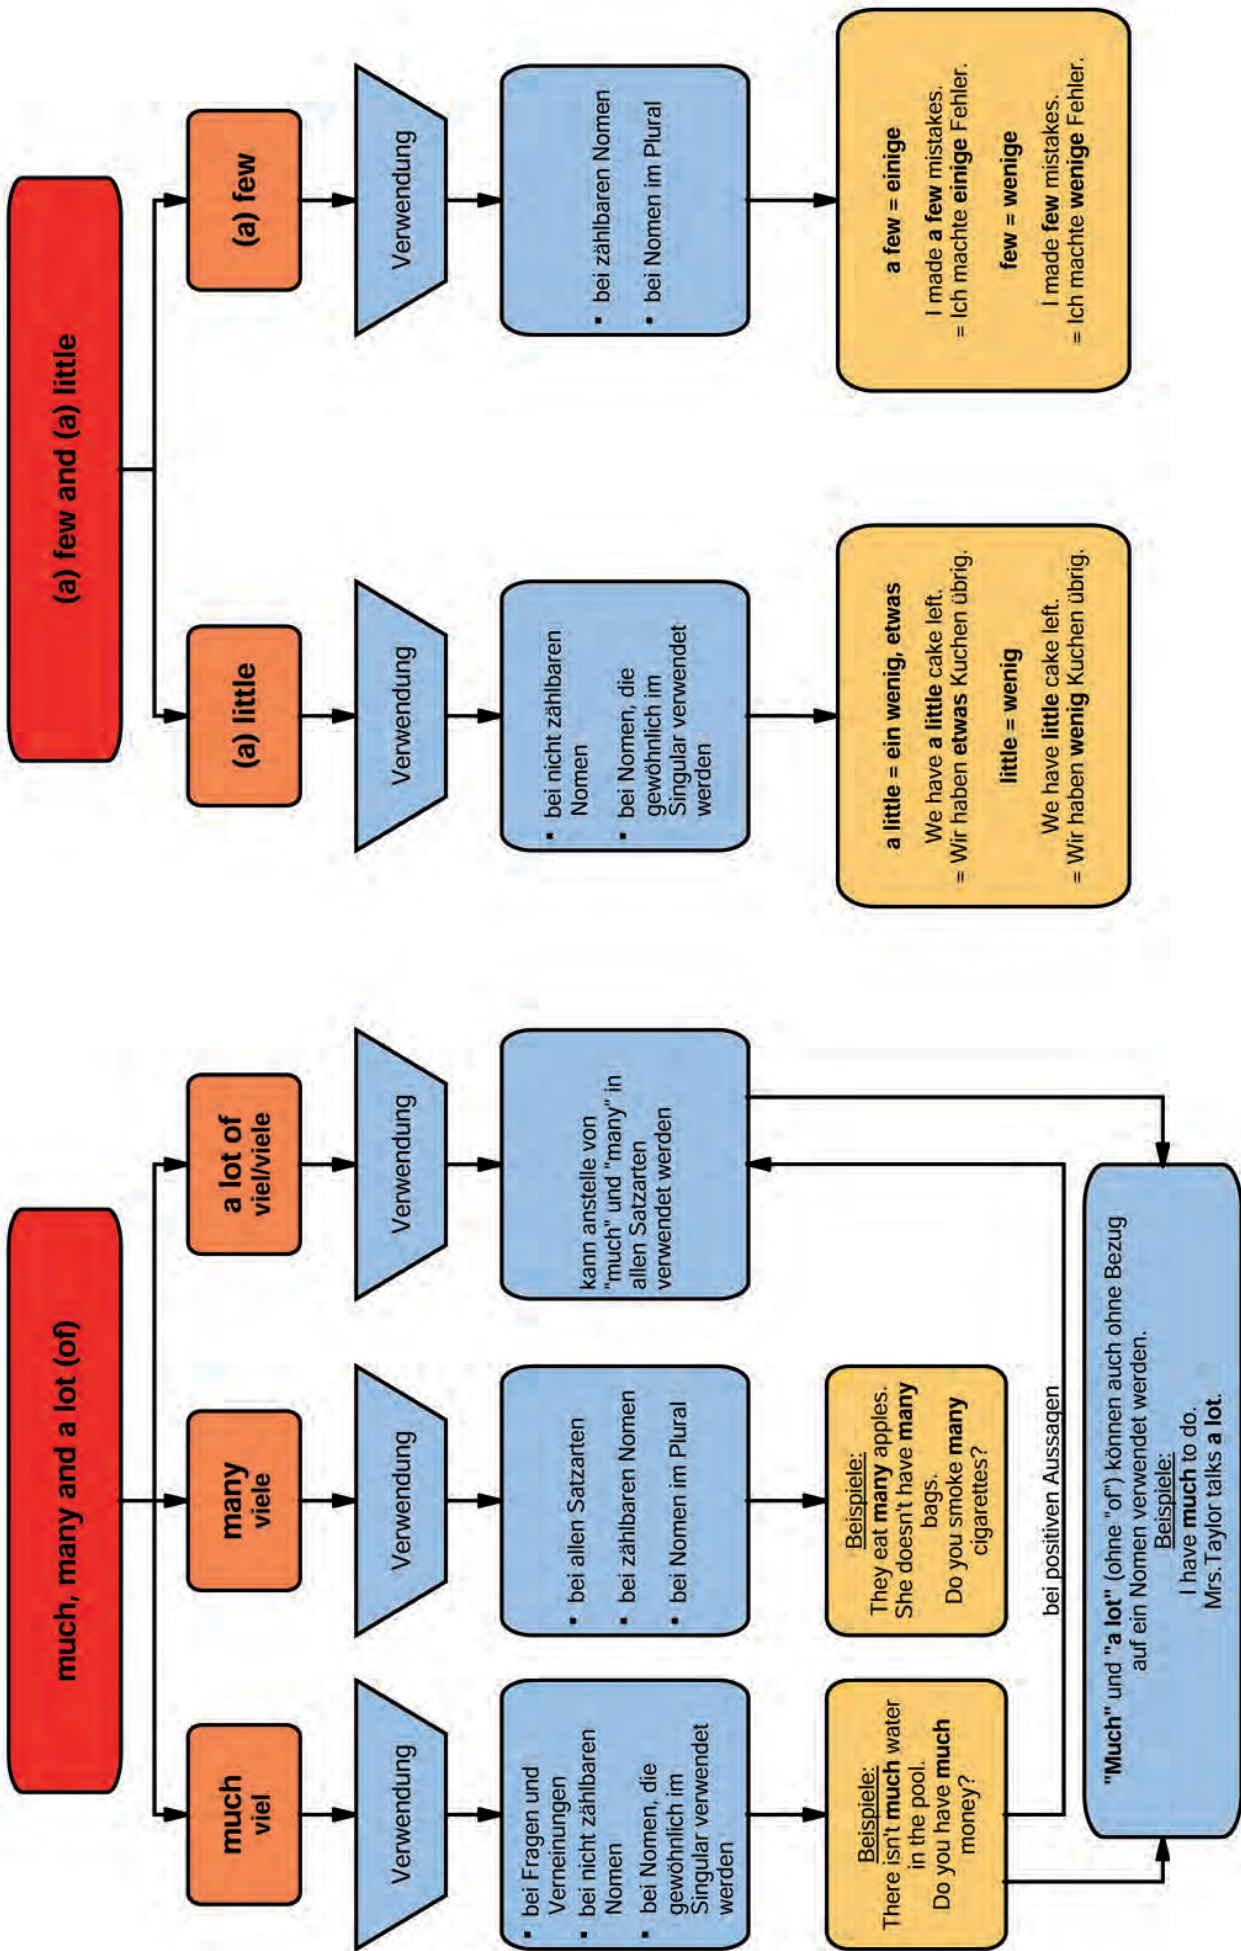 much, many and a lot (of)
much
viel
Verwendung
▪ bei Fragen und
Verneinungen
▪ bei nicht zählbaren
Nomen
▪ bei Nomen, die
gewöhnlich im
Singular verwendet
werden
Beispiele:
There isn't much water
in the pool.
Do you have much
money?
many
viele
Verwendung
▪ bei allen Satzarten
▪ bei zählbaren Nomen
▪ bei Nomen im Plural
Beispiele:
They eat many apples.
She doesn't have many
bags.
Do you smoke many
cigarettes?
a lot of
viel/viele
Verwendung
kann anstelle von
"much" und "many" in
allen Satzarten
verwendet werden
bei positiven Aussagen
"Much" und "a lot" (ohne "of") können auch ohne Bezug
auf ein Nomen verwendet werden.
Beispiele:
I have much to do.
Mrs.Taylor talks a lot.
(a) few and (a) little
(a) little
Verwendung
▪ bei nicht zählbaren
Nomen
▪ bei Nomen, die
gewöhnlich im
Singular verwendet
werden
a little = ein wenig, etwas
We have a little cake left.
= Wir haben etwas Kuchen übrig.
little = wenig
We have little cake left.
= Wir haben wenig Kuchen übrig.
(a) few
Verwendung
▪ bei zählbaren Nomen
▪ bei Nomen im Plural
a few = einige
I made a few mistakes.
= Ich machte einige Fehler.
few = wenige
I made few mistakes.
= Ich machte wenige Fehler.